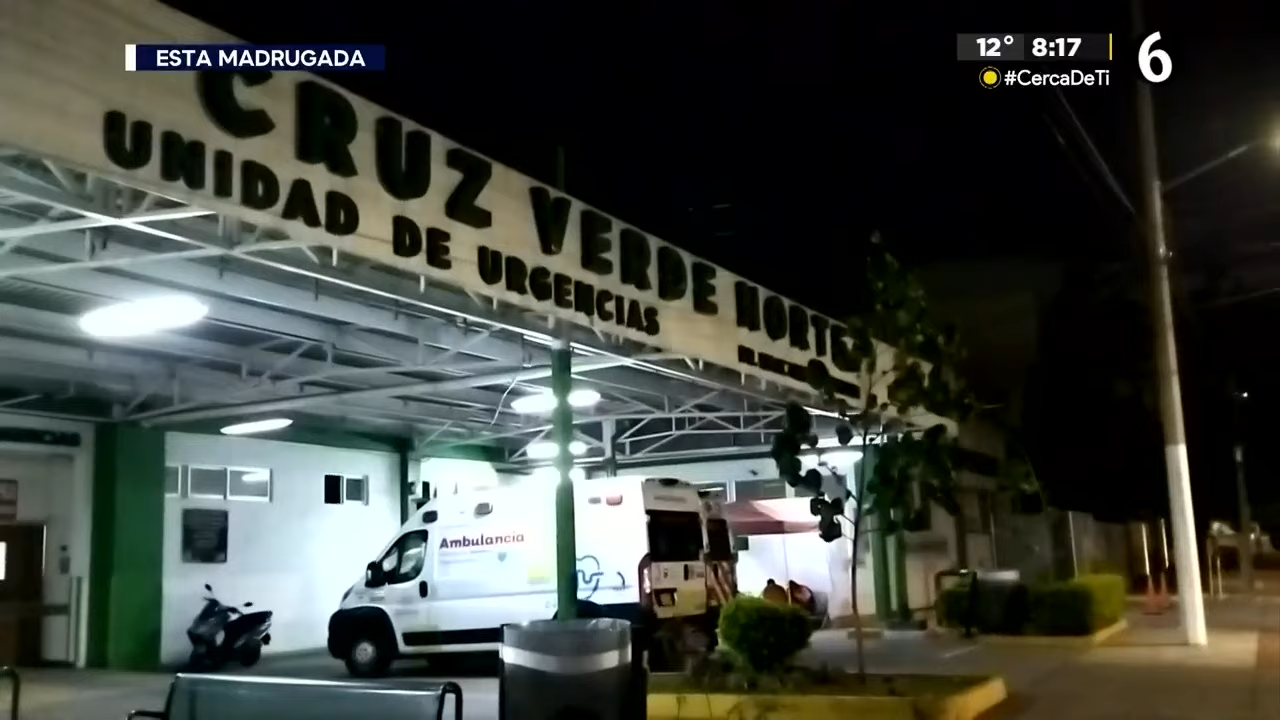 ESTA MADRUGADA
12° 8:17
6
#CercaDeTi
CRUZ VERDE NORTE
UNIDAD DE URGENCIAS
Ambulancia